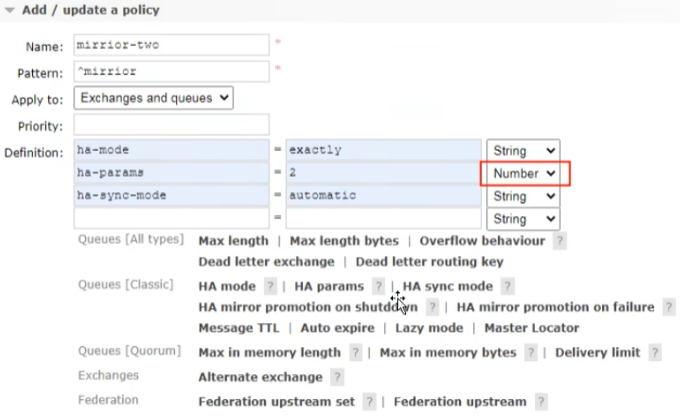 Add / update a policy
Name: mirrior-two *
Pattern: ^mirrior *
Apply to: Exchanges and queues
Priority:
Definition: ha-mode = exactly String
ha-params = 2 Number
ha-sync-mode = automatic String
= String
Queues [All types] Max length | Max length bytes | Overflow behaviour ?
Dead letter exchange | Dead letter routing key
Queues [Classic] HA mode ? | HA params ? | HA sync mode ?
HA mirror promotion on shutdown ? | HA mirror promotion on failure ?
Message TTL | Auto expire | Lazy mode | Master Locator
Queues [Quorum] Max in memory length ? | Max in memory bytes ? | Delivery limit ?
Exchanges Alternate exchange ?
Federation Federation upstream set ? | Federation upstream ?